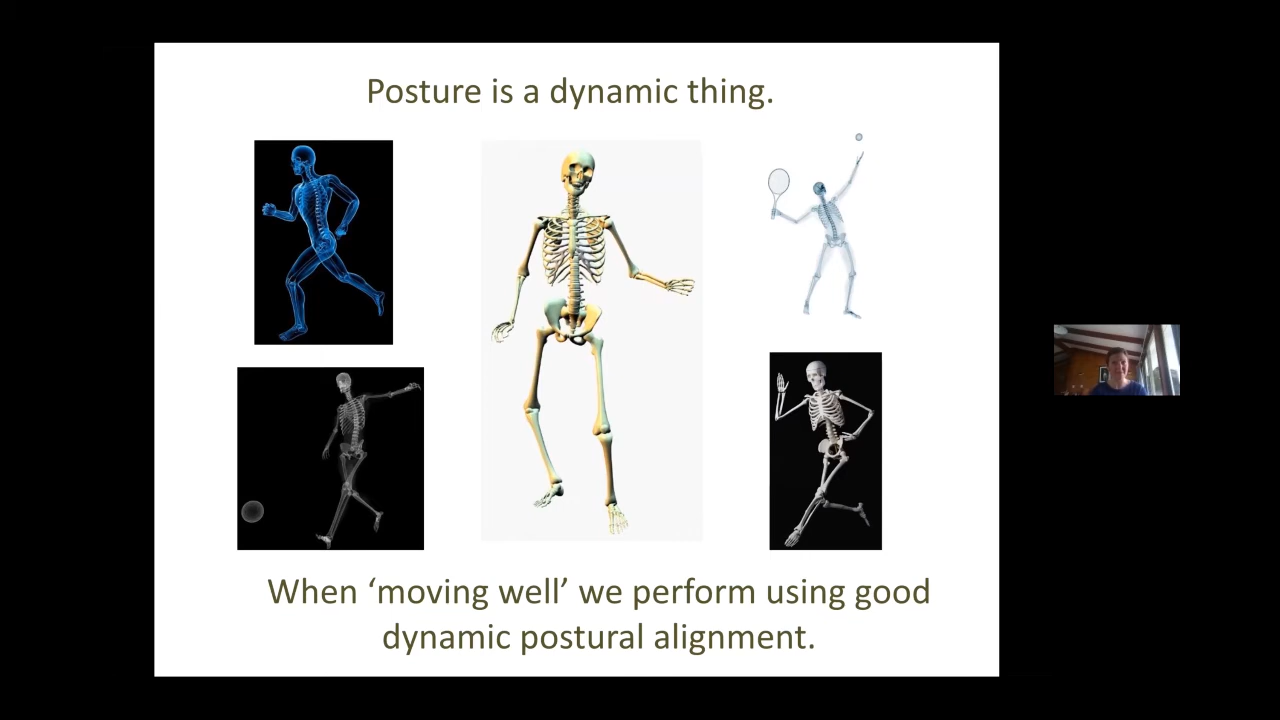 Posture is a dynamic thing.
When ‘moving well’ we perform using good
dynamic postural alignment.